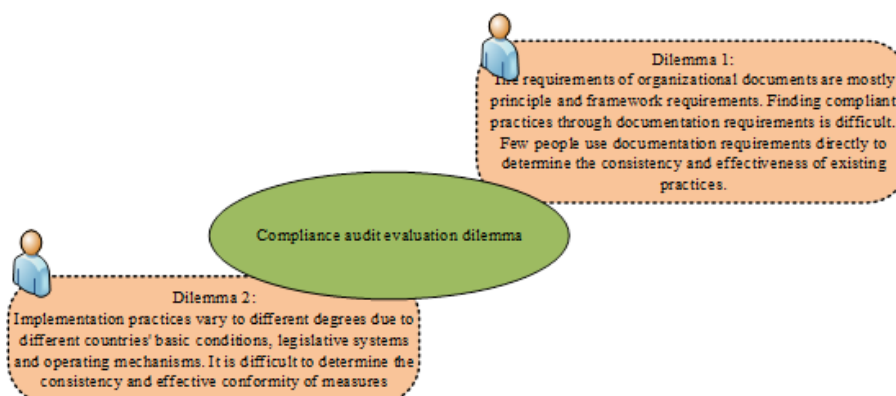 Dilemma 1:
The requirements of organizational documents are mostly
principle and framework requirements. Finding compliant
practices through documentation requirements is difficult.
Few people use documentation requirements directly to
determine the consistency and effectiveness of existing
practices.
Compliance audit evaluation dilemma
Dilemma 2:
Implementation practices vary to different degrees due to
different countries' basic conditions, legislative systems
and operating mechanisms. It is difficult to determine the
consistency and effective conformity of measures